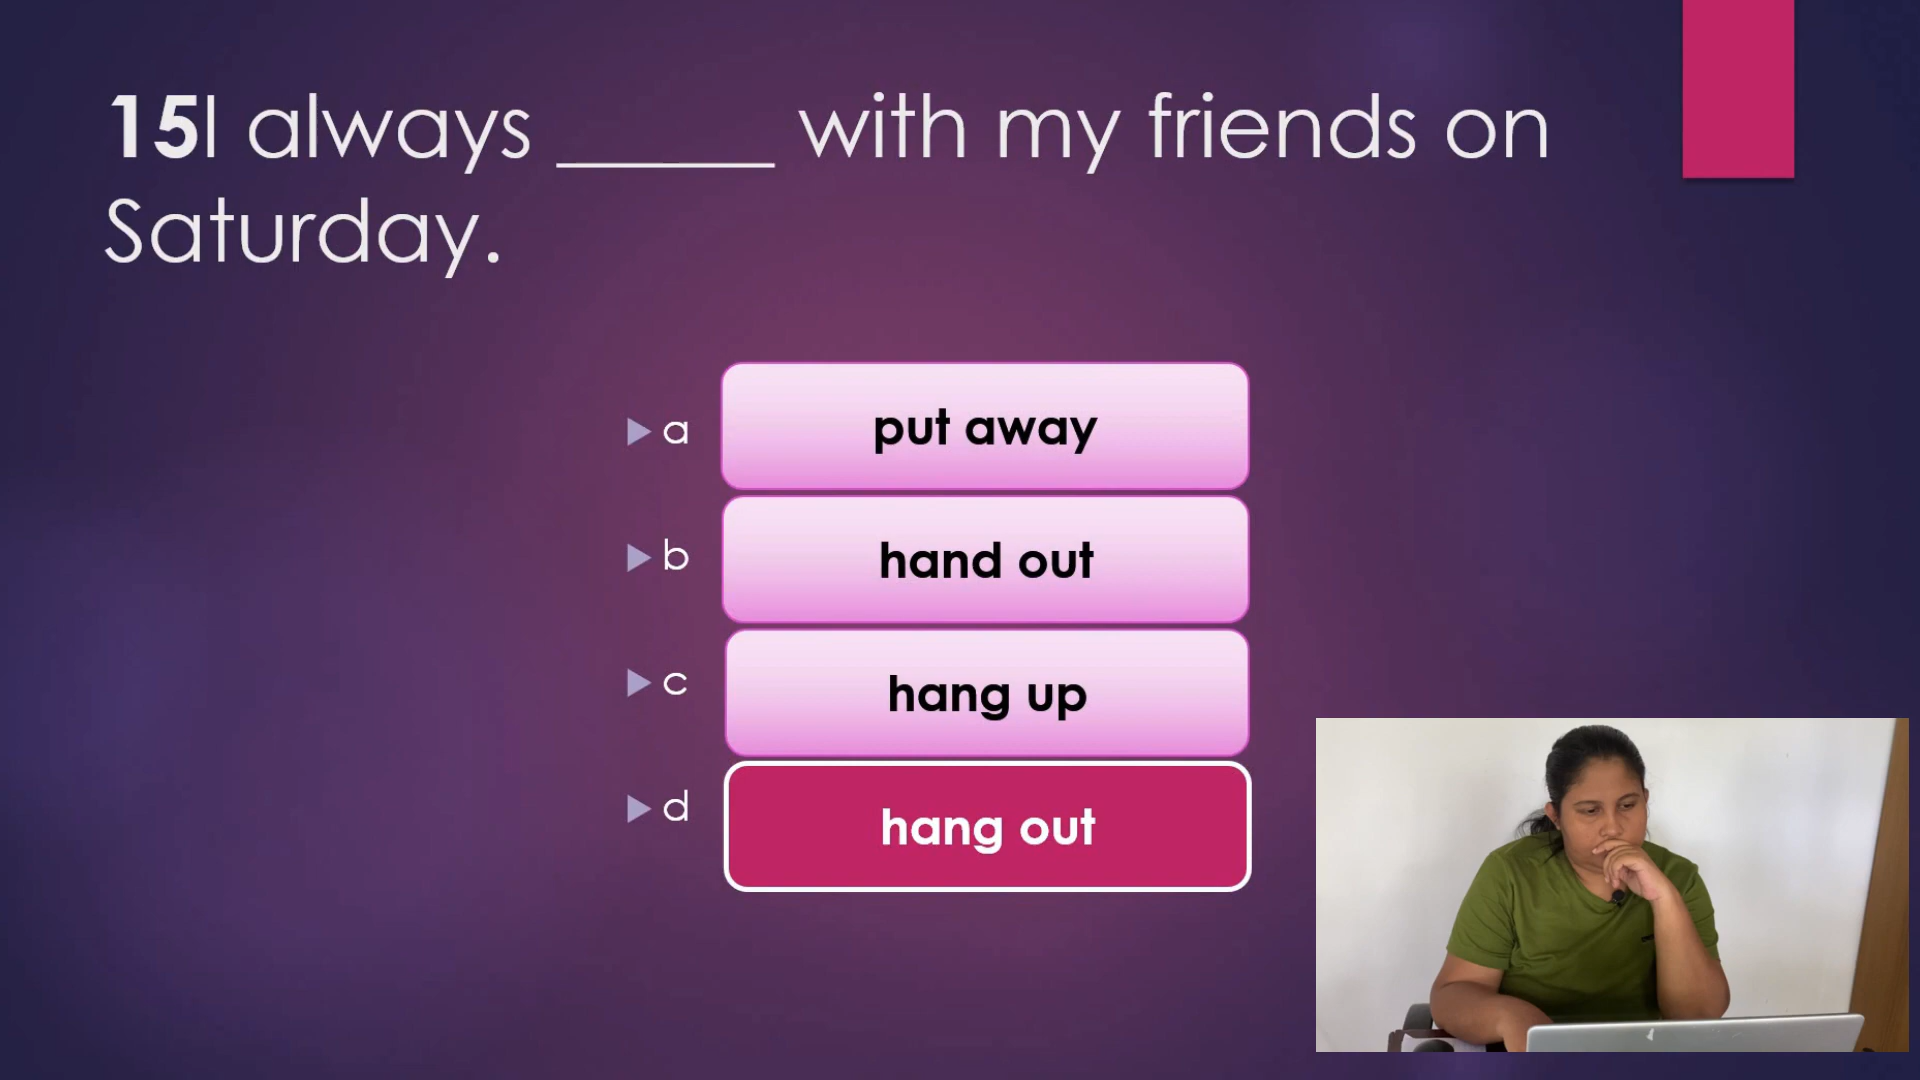 15I always _____ with my friends on
Saturday.
a
put away
b
hand out
c
hang up
d
hang out